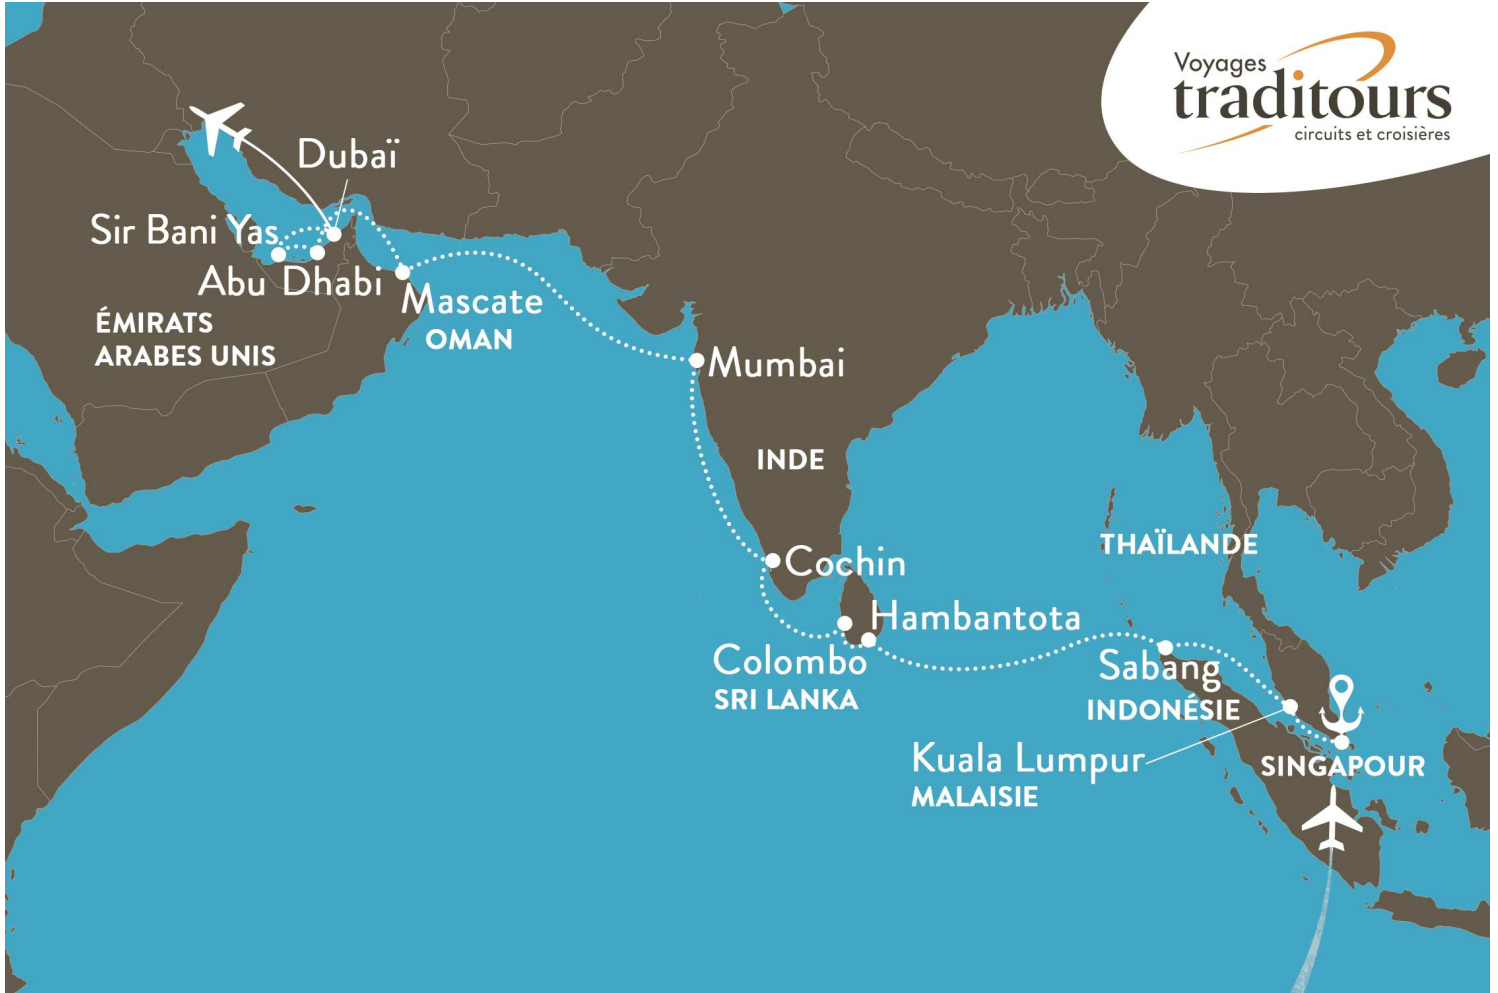 Voyages
traditours
circuits et croisières
Dubaï
Sir Bani Yas
Abu Dhabi
ÉMIRATS
ARABES UNIS
Mascate
OMAN
Mumbai
INDE
Cochin
THAÏLANDE
Hambantota
Colombo
SRI LANKA
Sabang
INDONÉSIE
Kuala Lumpur
MALAISIE
SINGAPOUR